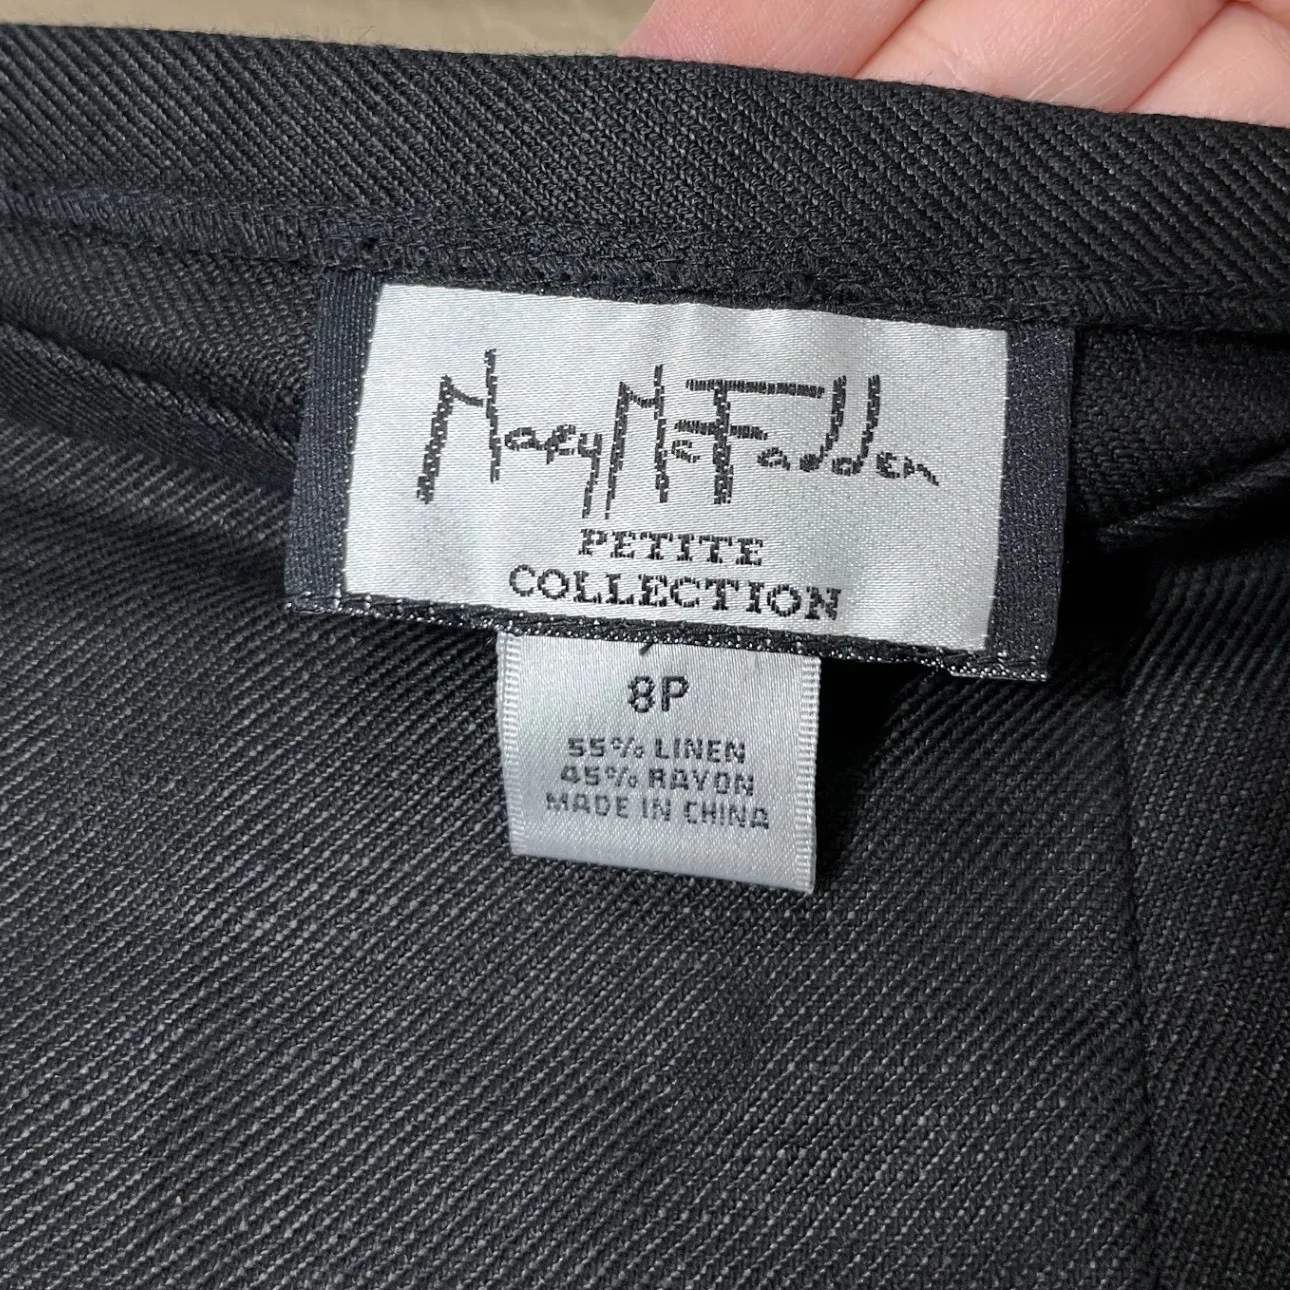 Mary McFadden
PETITE
COLLECTION
8P
55% LINEN
45% RAYON
MADE IN CHINA